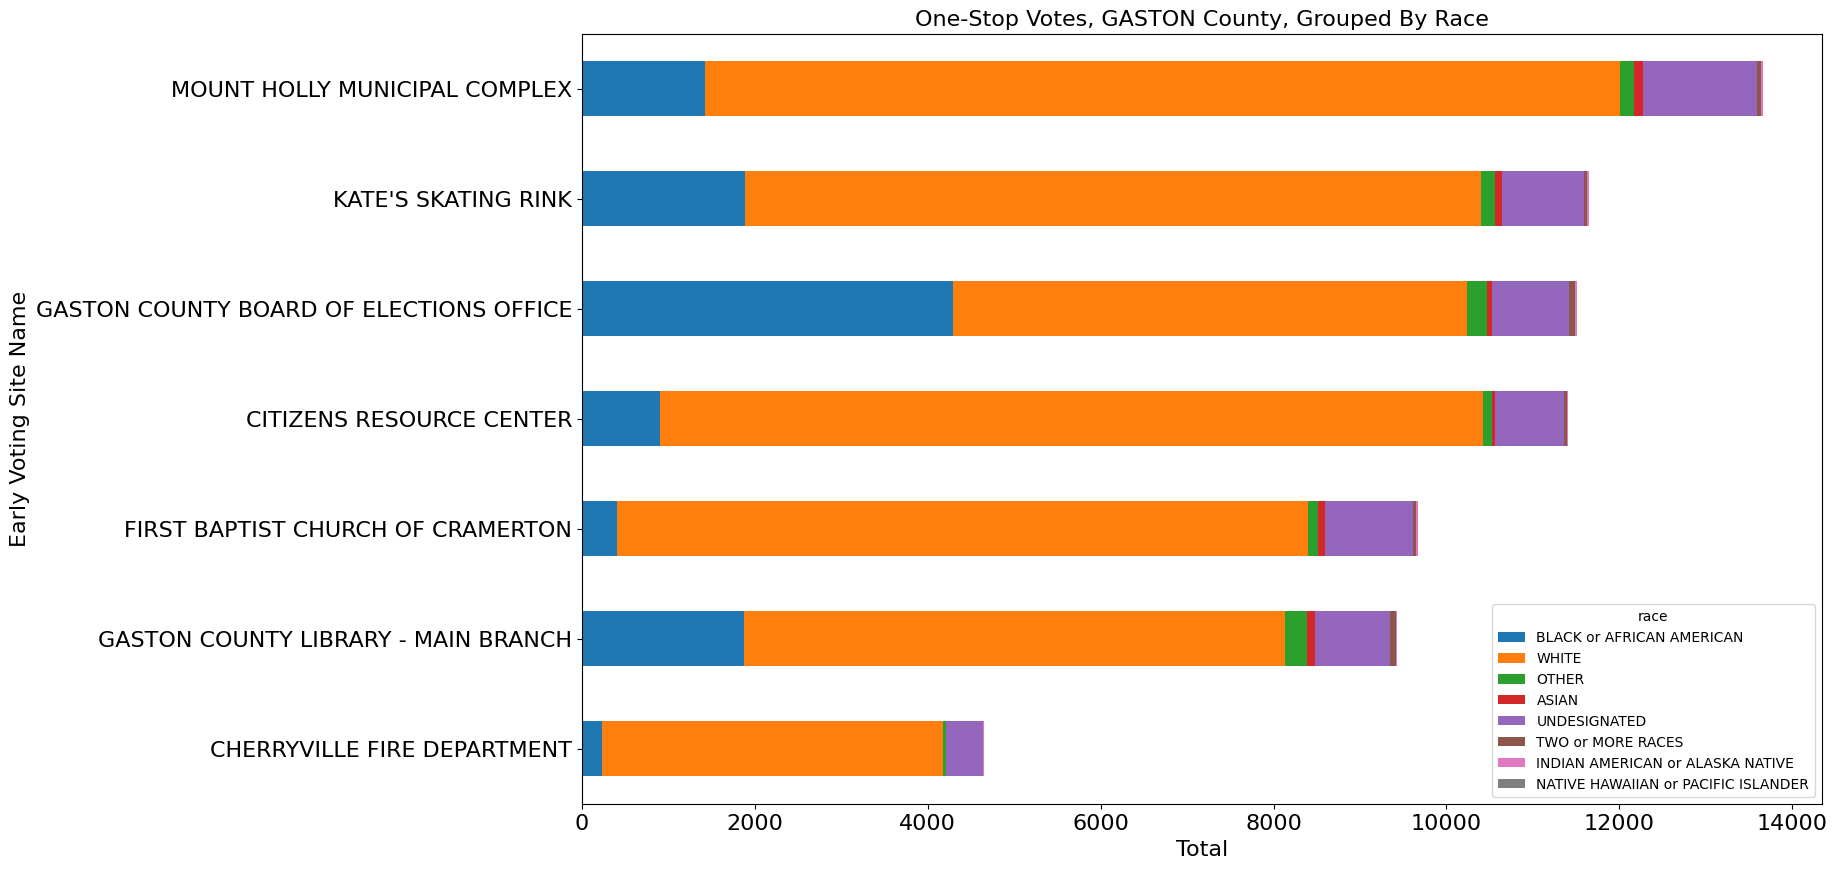 One-Stop Votes, GASTON County, Grouped By Race
Early Voting Site Name
MOUNT HOLLY MUNICIPAL COMPLEX
KATE'S SKATING RINK
GASTON COUNTY BOARD OF ELECTIONS OFFICE
CITIZENS RESOURCE CENTER
FIRST BAPTIST CHURCH OF CRAMERTON
GASTON COUNTY LIBRARY - MAIN BRANCH
CHERRYVILLE FIRE DEPARTMENT
race
BLACK or AFRICAN AMERICAN
WHITE
OTHER
ASIAN
UNDESIGNATED
TWO or MORE RACES
INDIAN AMERICAN or ALASKA NATIVE
NATIVE HAWAIIAN or PACIFIC ISLANDER
0 2000 4000 6000 8000 10000 12000 14000
Total